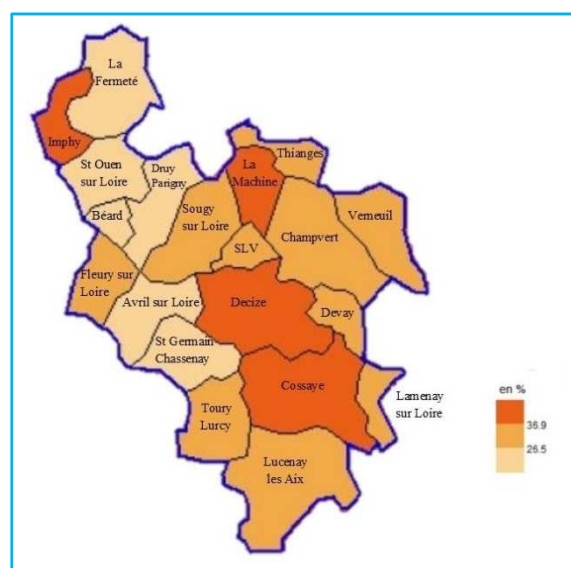 La
Fermeté
Imphy
St Ouen
sur Loire
Druy
Parigny
Béard
La
Machine
Thianges
Sougy
sur Loire
SLV
Champvert
Verneuil
Fleury sur
Loire
Avril sur Loire
Decize
Devay
St Germain
Chassenay
Cossaye
Toury
Lurcy
Lamenay
sur Loire
Lucenay
les Aix
en %
36.9
26.5